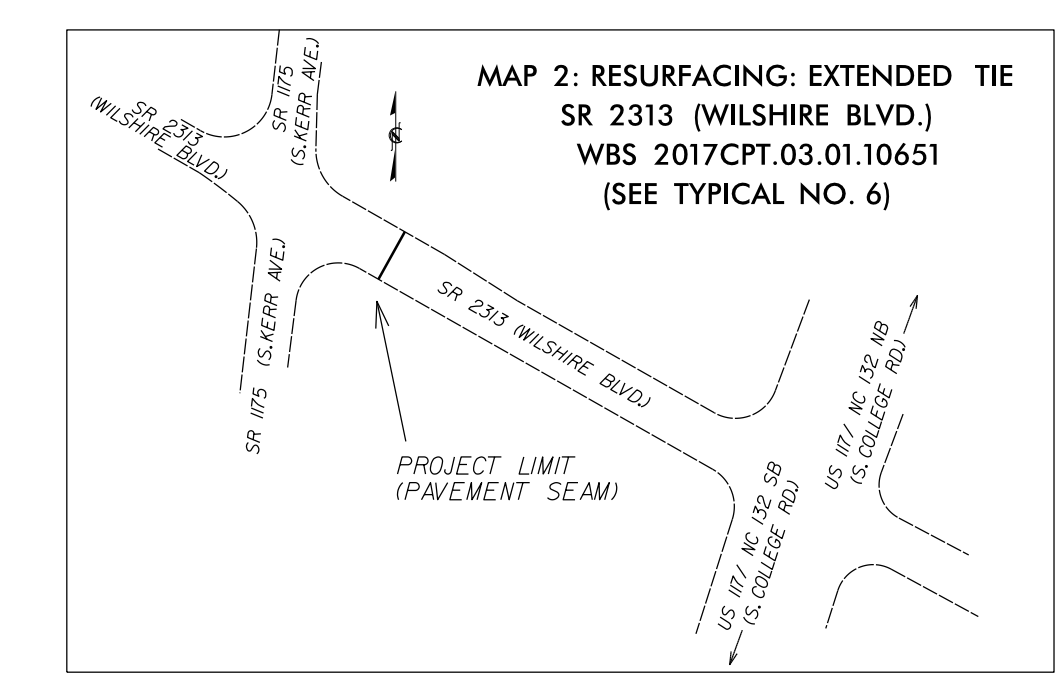 MAP 2: RESURFACING: EXTENDED TIE
SR 2313 (WILSHIRE BLVD.)
WBS 2017CPT.03.01.10651
(SEE TYPICAL NO. 6)
SR 2313
(WILSHIRE BLVD.)
SR 1175
(S.KERR AVE.)
SR 1175 (S.KERR AVE.)
SR 2313 (WILSHIRE BLVD.)
PROJECT LIMIT
(PAVEMENT SEAM)
US 117/ NC 132 NB
(S.COLLEGE RD.)
US 117/ NC 132 SB
(S.COLLEGE RD.)